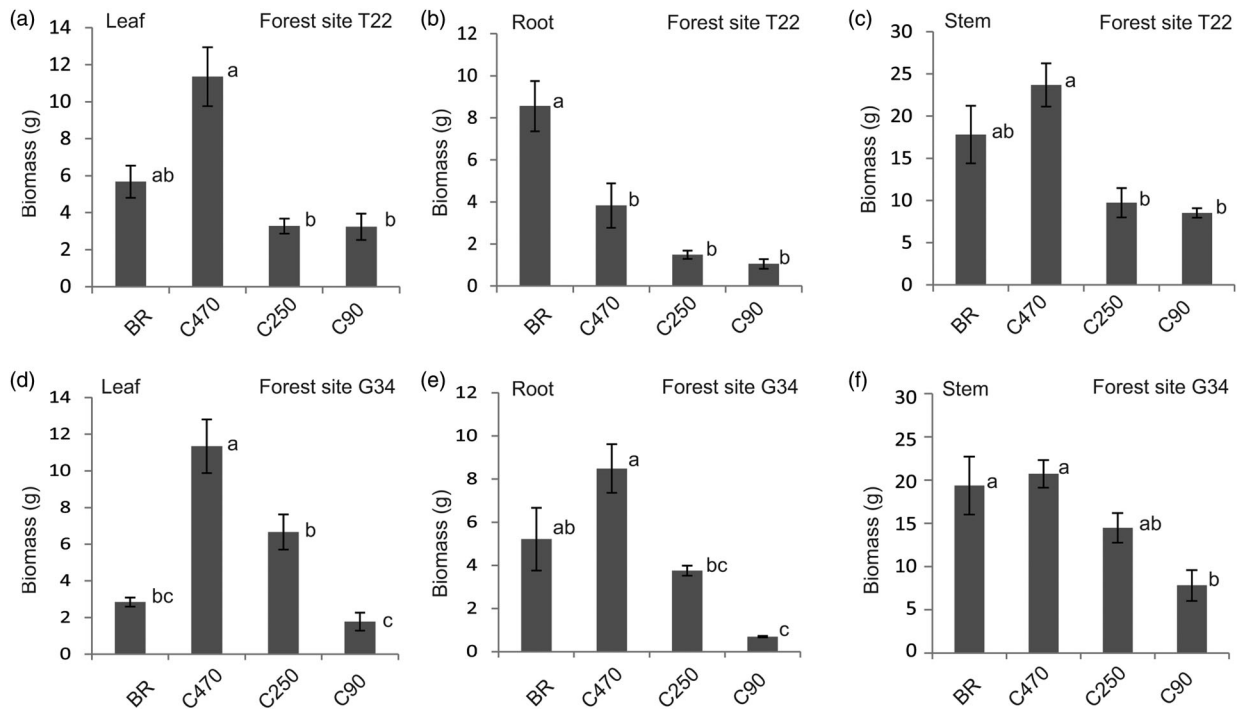 (a) Leaf Forest site T22
Biomass (g)
14
12
10
8
6
4
2
0
ab
a
b
b
BR C470 C250 C90
(b) Root Forest site T22
Biomass (g)
12
10
8
6
4
2
0
a
b
b
b
BR C470 C250 C90
(c) Stem Forest site T22
Biomass (g)
30
25
20
15
10
5
0
ab
a
b
b
BR C470 C250 C90
(d) Leaf Forest site G34
Biomass (g)
14
12
10
8
6
4
2
0
bc
a
b
c
BR C470 C250 C90
(e) Root Forest site G34
Biomass (g)
12
10
8
6
4
2
0
ab
a
bc
c
BR C470 C250 C90
(f) Stem Forest site G34
Biomass (g)
30
25
20
15
10
5
0
a
a
ab
b
BR C470 C250 C90